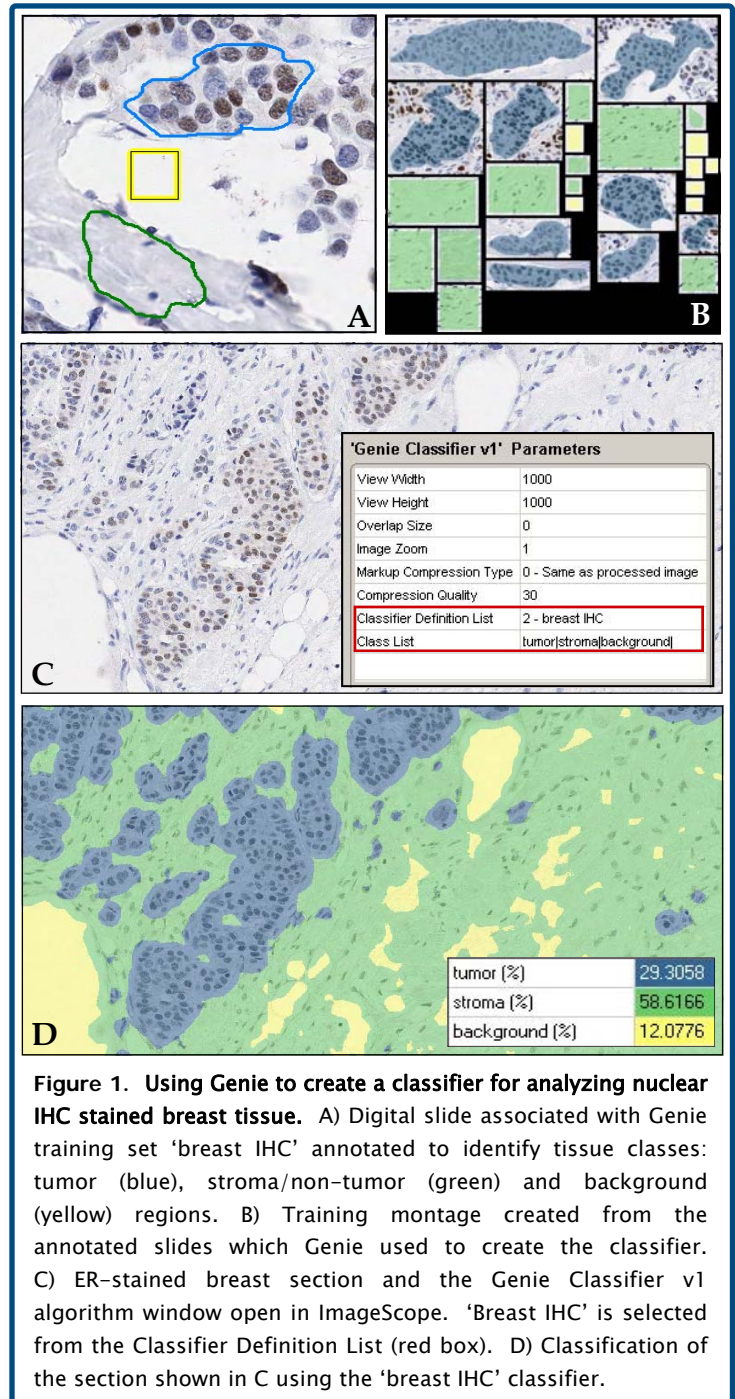 A
B
C
'Genie Classifier v1' Parameters
View Width 1000
View Height 1000
Overlap Size 0
Image Zoom 1
Markup Compression Type 0 - Same as processed image
Compression Quality 30
Classifier Definition List 2 - breast IHC
Class List tumor|stroma|background|
D
tumor (%) 29.3058
stroma (%) 58.6166
background (%) 12.0776
Figure 1. Using Genie to create a classifier for analyzing nuclear
IHC stained breast tissue. A) Digital slide associated with Genie
training set ‘breast IHC’ annotated to identify tissue classes:
tumor (blue), stroma/non-tumor (green) and background
(yellow) regions. B) Training montage created from the
annotated slides which Genie used to create the classifier.
C) ER-stained breast section and the Genie Classifier v1
algorithm window open in ImageScope. ‘Breast IHC’ is selected
from the Classifier Definition List (red box). D) Classification of
the section shown in C using the ‘breast IHC’ classifier.